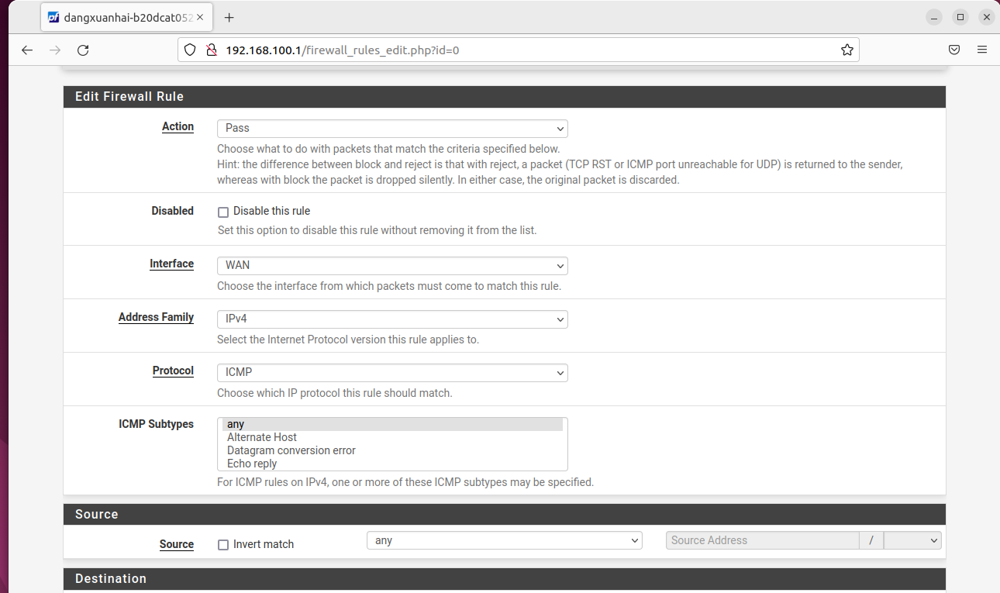 dangxuanhai-b20dcat052
192.168.100.1/firewall_rules_edit.php?id=0
Edit Firewall Rule
Action
Pass
Choose what to do with packets that match the criteria specified below.
Hint: the difference between block and reject is that with reject, a packet (TCP RST or ICMP port unreachable for UDP) is returned to the sender,
whereas with block the packet is dropped silently. In either case, the original packet is discarded.
Disabled
Disable this rule
Set this option to disable this rule without removing it from the list.
Interface
WAN
Choose the interface from which packets must come to match this rule.
Address Family
IPv4
Select the Internet Protocol version this rule applies to.
Protocol
ICMP
Choose which IP protocol this rule should match.
ICMP Subtypes
any
Alternate Host
Datagram conversion error
Echo reply
For ICMP rules on IPv4, one or more of these ICMP subtypes may be specified.
Source
Source
Invert match
any
Source Address
/
Destination